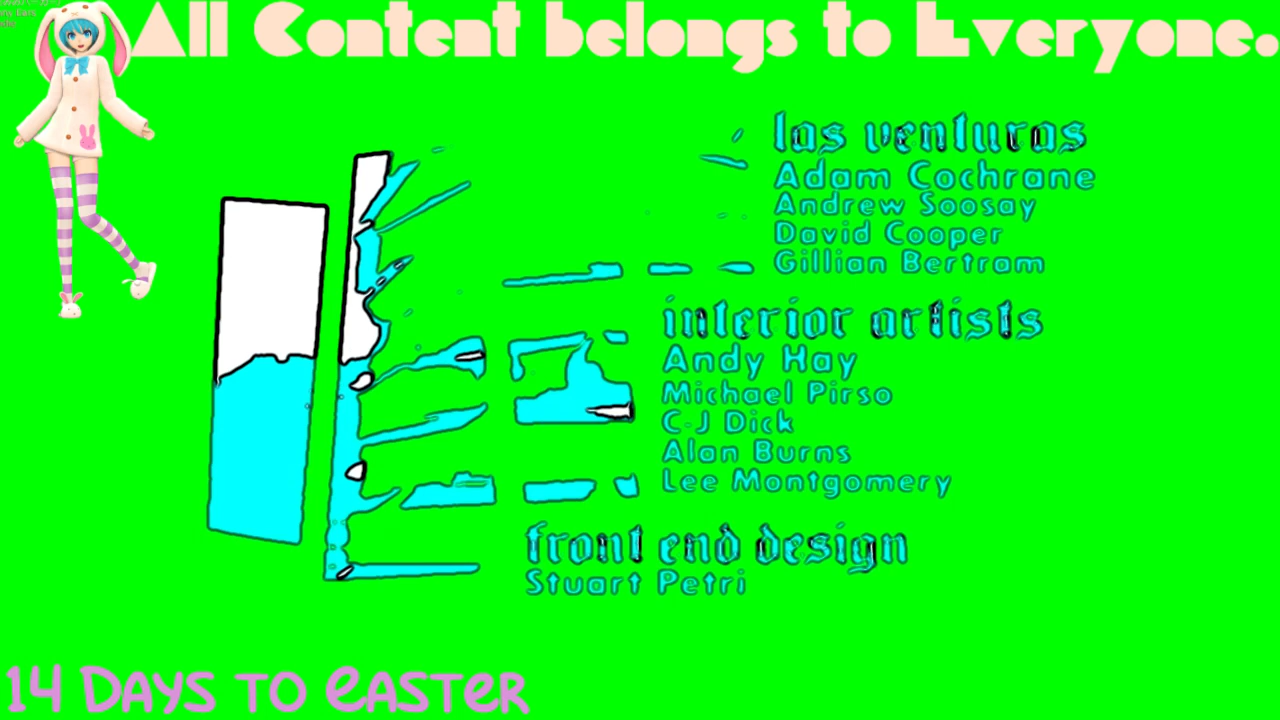 All Content belongs to Everyone.
las venturas
Adam Cochrane
Andrew Soosay
David Cooper
Gillian Bertram
interior artists
Andy Hay
Michael Pirso
C.J Dick
Alan Burns
Lee Montgomery
front end design
Stuart Petri
14 Days to Easter